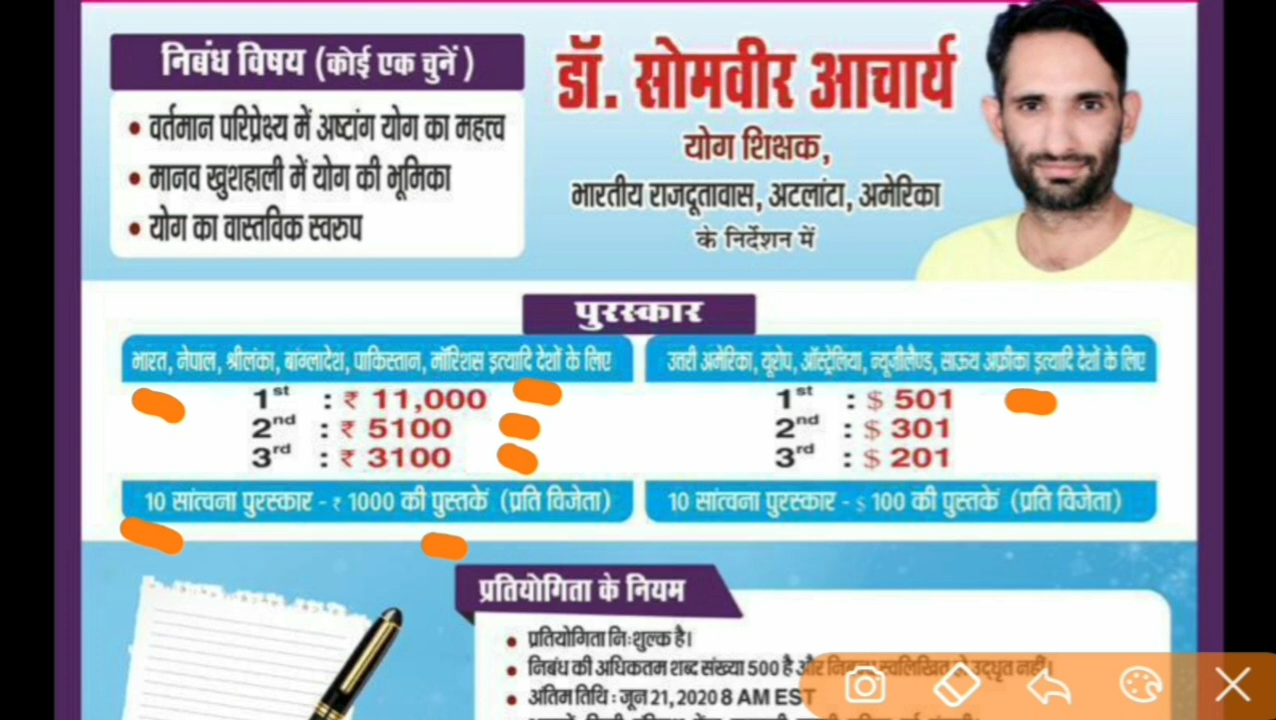 निबंध विषय (कोई एक चुनें )
• वर्तमान परिप्रेक्ष्य में अष्टांग योग का महत्त्व
• मानव खुशहाली में योग की भूमिका
• योग का वास्तविक स्वरुप
डॉ. सोमवीर आचार्य
योग शिक्षक,
भारतीय राजदूतावास, अटलांटा, अमेरिका
के निर्देशन में
पुरस्कार
भारत, नेपाल, श्रीलंका, बांग्लादेश, पाकिस्तान, मॉरिशस इत्यादि देशों के लिए
1st : ₹ 11,000
2nd : ₹ 5100
3rd : ₹ 3100
10 सांत्वना पुरस्कार - ₹ 1000 की पुस्तकें (प्रति विजेता)
उत्तरी अमेरिका, यूरोप, ऑस्ट्रेलिया, न्यूजीलैण्ड, साऊथ अफ्रीका इत्यादि देशों के लिए
1st : $ 501
2nd : $ 301
3rd : $ 201
10 सांत्वना पुरस्कार - $ 100 की पुस्तकें (प्रति विजेता)
प्रतियोगिता के नियम
• प्रतियोगिता निःशुल्क है।
• निबंध की अधिकतम शब्द संख्या 500 है और स्वलिखित हो उद्धृत नहीं।
• अंतिम तिथि : जून 21, 2020 8 AM EST